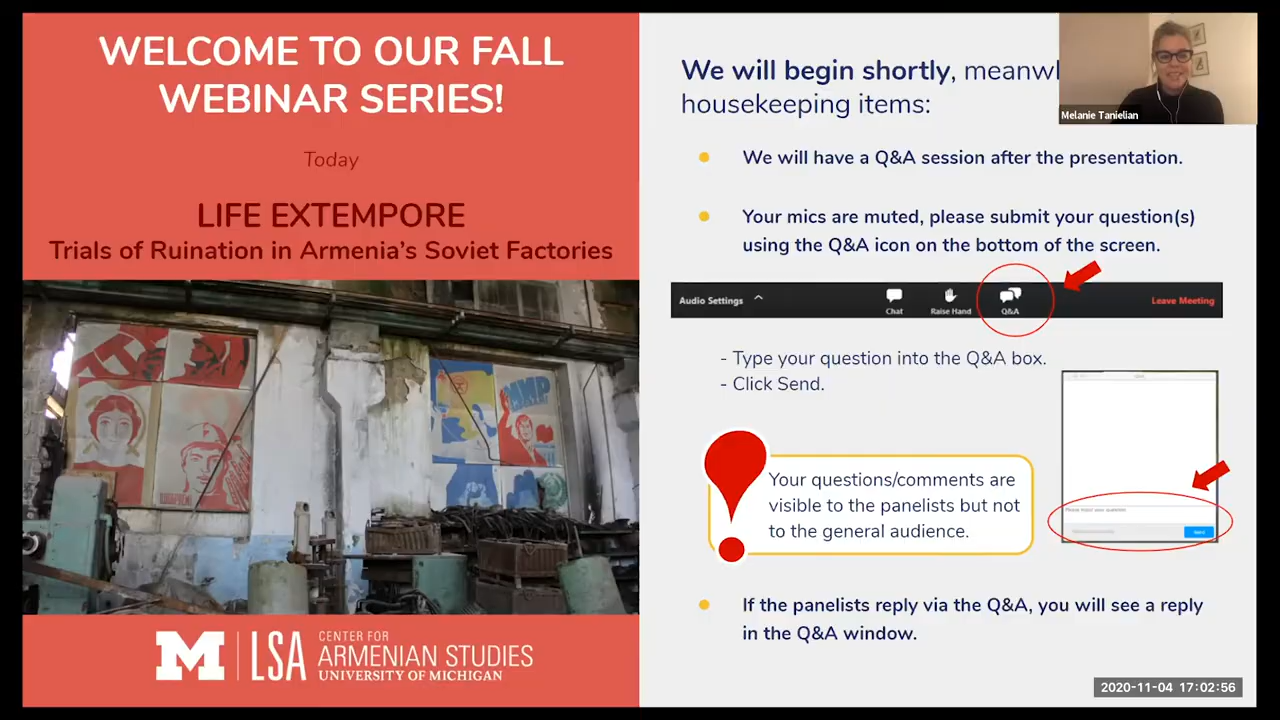 WELCOME TO OUR FALL
WEBINAR SERIES!
Today
LIFE EXTEMPORE
Trials of Ruination in Armenia's Soviet Factories
M LSA
CENTER FOR
ARMENIAN STUDIES
UNIVERSITY OF MICHIGAN
We will begin shortly, meanwh
housekeeping items:
Melanie Tanielian
We will have a Q&A session after the presentation.
Your mics are muted, please submit your question(s)
using the Q&A icon on the bottom of the screen.
Audio Settings
Chat
Raise Hand
Q&A
Leave Meeting
- Type your question into the Q&A box.
- Click Send.
Your questions/comments are
visible to the panelists but not
to the general audience.
If the panelists reply via the Q&A, you will see a reply
in the Q&A window.
2020-11-04 17:02:56